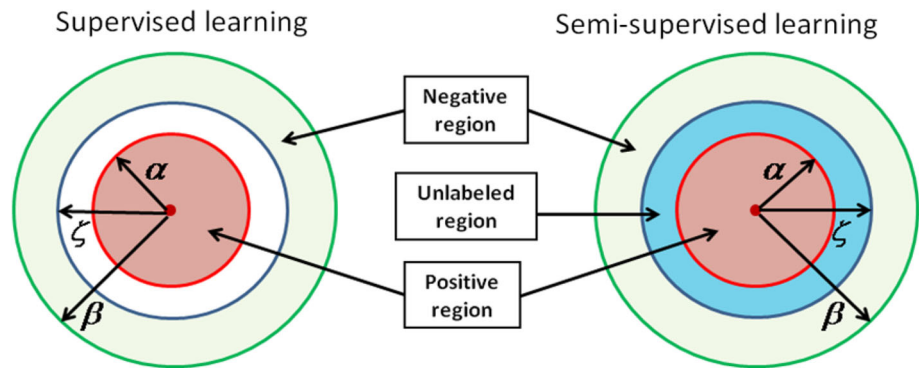 Supervised learning
Semi-supervised learning
Negative
region
Unlabeled
region
Positive
region
α
ζ
β
α
ζ
β